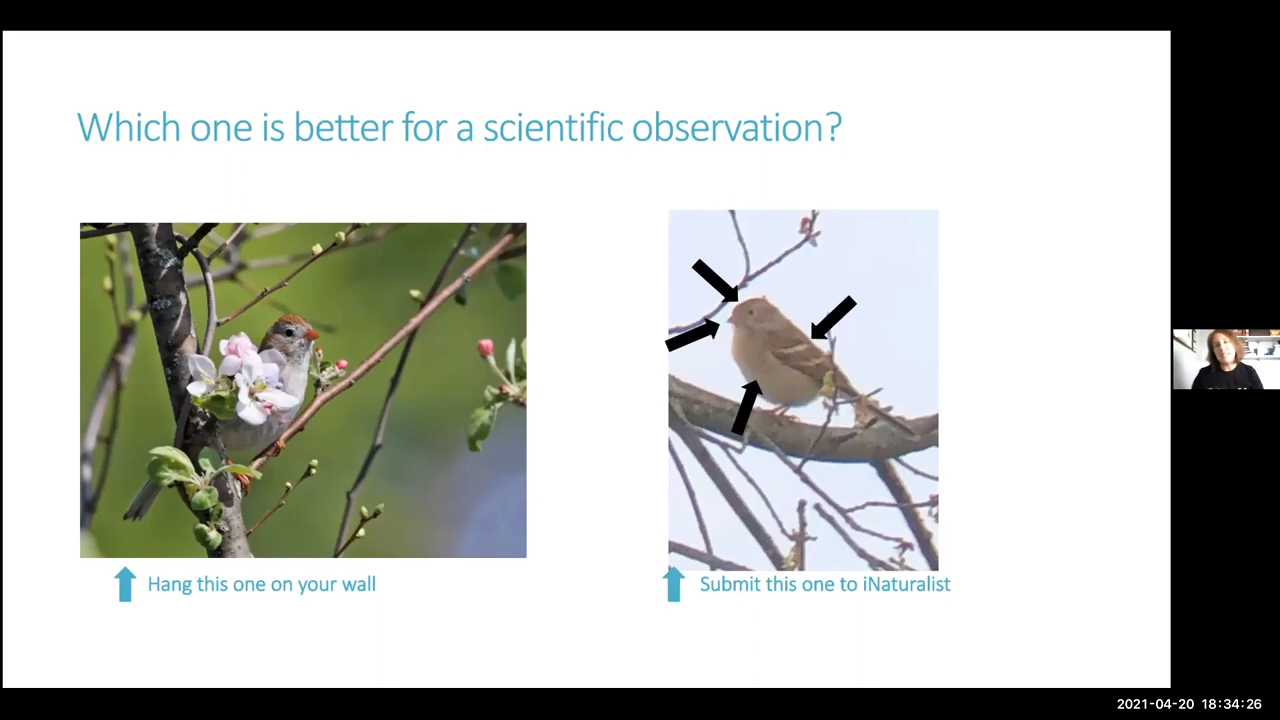 Which one is better for a scientific observation?
Hang this one on your wall
Submit this one to iNaturalist
2021-04-20 18:34:26